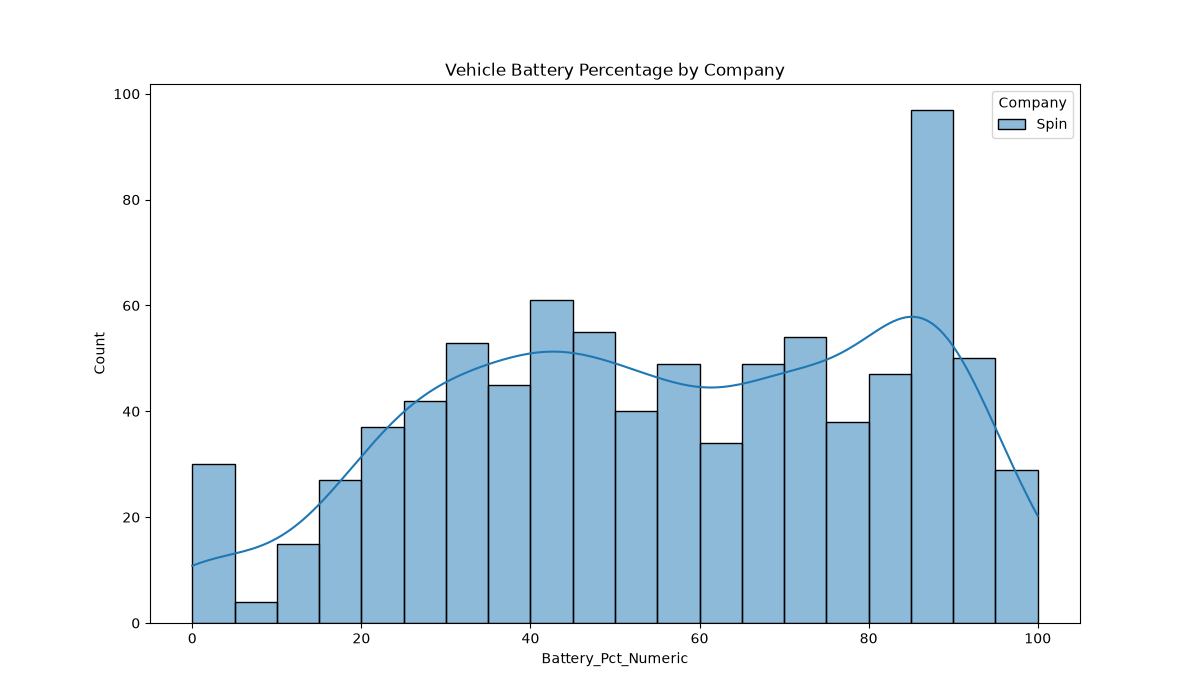 Vehicle Battery Percentage by Company
Company
Spin
100
80
60
40
20
0
Count
0 20 40 60 80 100
Battery_Pct_Numeric